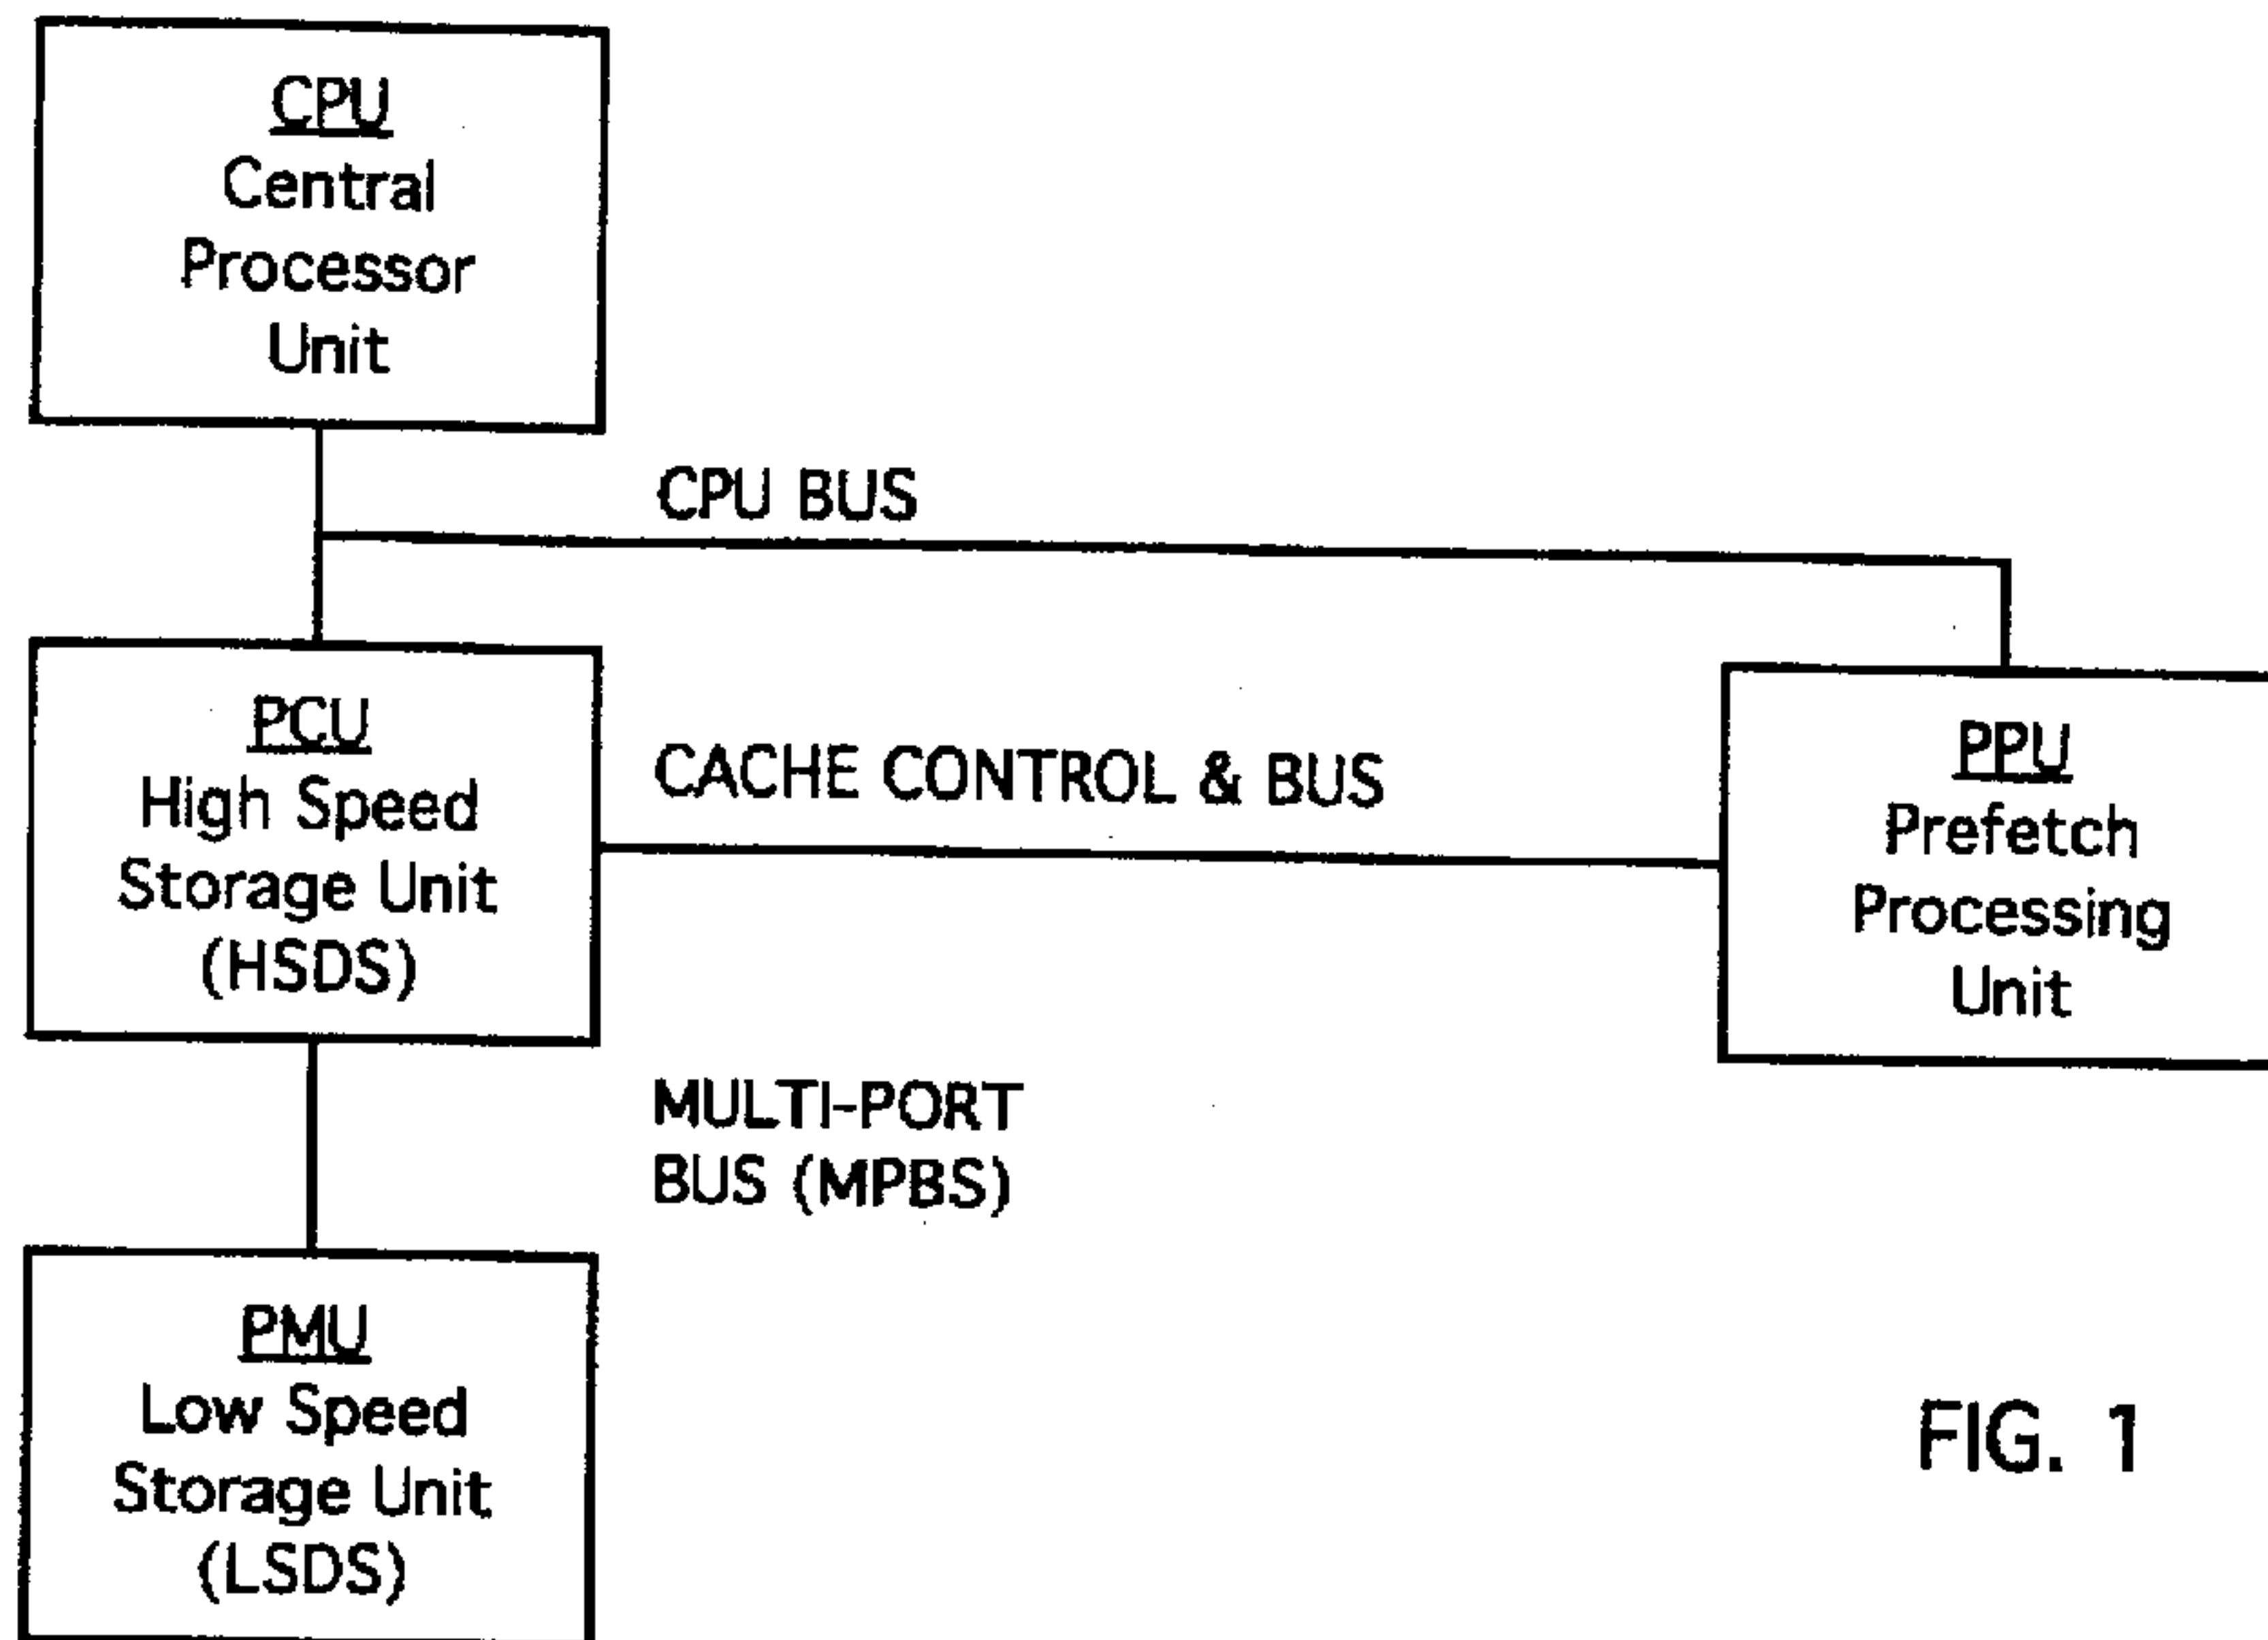 CPU
Central
Processor
Unit
CPU BUS
PCU
High Speed
Storage Unit
(HSDS)
CACHE CONTROL & BUS
PPU
Prefetch
Processing
Unit
MULTI-PORT
BUS (MPBS)
PMU
Low Speed
Storage Unit
(LSDS)
FIG. 1